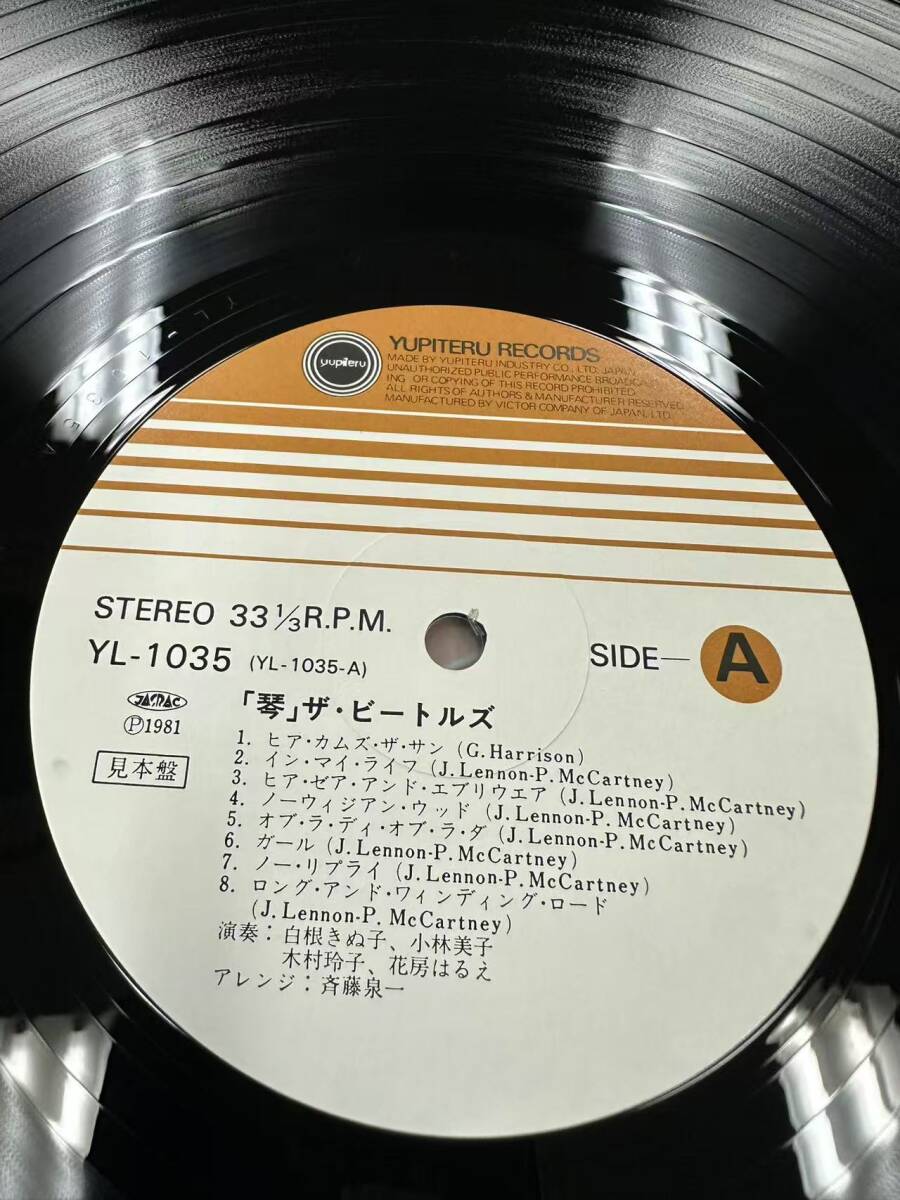 yupiteru
YUPITERU RECORDS
MADE BY YUPITERU INDUSTRY CO., LTD. JAPAN
UNAUTHORIZED PUBLIC PERFORMANCE BROADCAST
ING OR COPYING OF THIS RECORD PROHIBITED.
ALL RIGHTS OF AUTHORS & MANUFACTURER RESERVED
MANUFACTURED BY VICTOR COMPANY OF JAPAN, LTD.
STEREO 33 1/3 R.P.M.
YL-1035 (YL-1035-A)
SIDE— A
JASRAC
Ⓟ1981
見本盤
「琴」ザ・ビートルズ
1. ヒア・カムズ・ザ・サン (G.Harrison)
2. イン・マイ・ライフ (J.Lennon-P.McCartney)
3. ヒア・ゼア・アンド・エブリウエア (J.Lennon-P.McCartney)
4. ノーウィジアン・ウッド (J.Lennon-P.McCartney)
5. オブ・ラ・ディ・オブ・ラ・ダ (J.Lennon-P.McCartney)
6. ガール (J.Lennon-P.McCartney)
7. ノー・リプライ (J.Lennon-P.McCartney)
8. ロング・アンド・ワィンディング・ロード
(J.Lennon-P.McCartney)
演奏：白根きぬ子、小林美子
木村玲子、花房はるえ
アレンジ：斉藤泉一